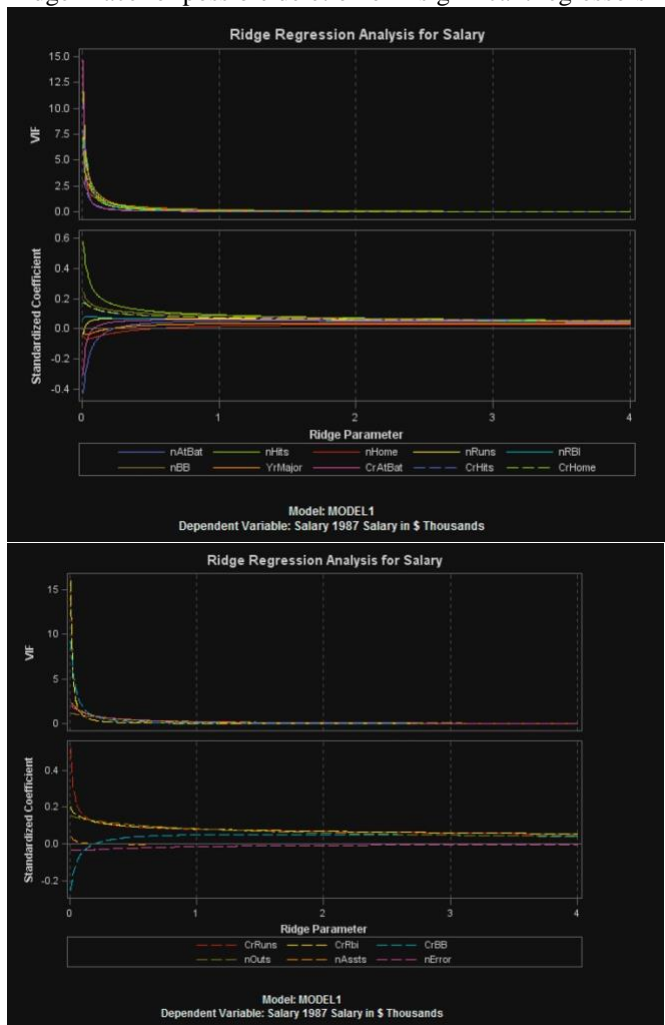 Ridge Regression Analysis for Salary
15.0
12.5
10.0
7.5
5.0
2.5
0.0
VIF
0.6
0.4
0.2
0.0
-0.2
-0.4
Standardized Coefficient
0 1 2 3 4
Ridge Parameter
nAtBat nHits nHome nRuns nRBI
nBB YrMajor CrAtBat CrHits CrHome
Model: MODEL1
Dependent Variable: Salary 1987 Salary in $ Thousands
Ridge Regression Analysis for Salary
15
10
5
0
VIF
0.4
0.2
0.0
-0.2
Standardized Coefficient
0 1 2 3 4
Ridge Parameter
CrRuns CrRbi CrBB
nOuts nAssts nError
Model: MODEL1
Dependent Variable: Salary 1987 Salary in $ Thousands